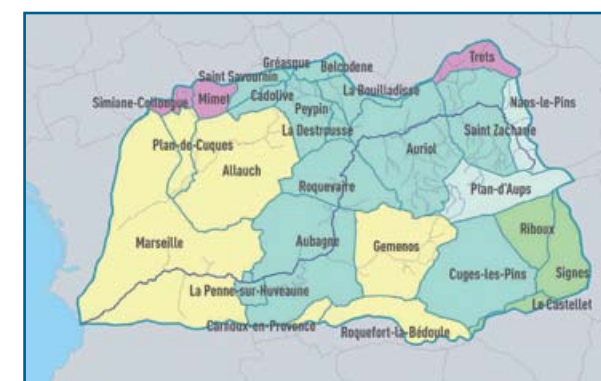 Trets
Gréasque
Belcodene
Saint Savournin
La Bouilladisse
Simiane-Collongue
Mimet
Cadolive
Peypin
Nans-le-Pins
Plan-de-Cuques
La Destrousse
Saint Zacharie
Auriol
Allauch
Roquevaire
Plan-d'Aups
Riboux
Marseille
Aubagne
Gemenos
Signes
Cuges-les-Pins
La Penne-sur-Huveaune
Le Castellet
Carnoux-en-Provence
Roquefort-la-Bédoule